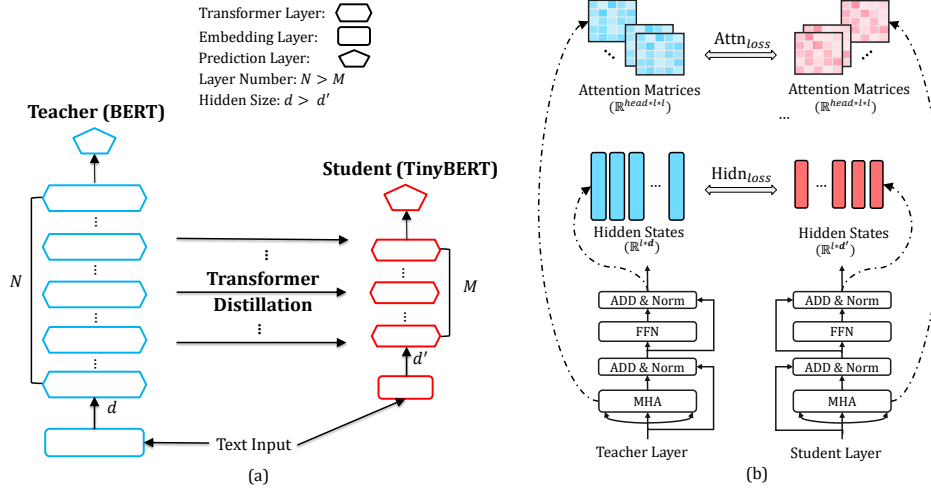 Transformer Layer:
Embedding Layer:
Prediction Layer:
Layer Number: N > M
Hidden Size: d > d′
Teacher (BERT)
Student (TinyBERT)
N
...
...
...
...
...
Transformer
Distillation
...
...
...
M
d
d′
Text Input
(a)
...
Attn_loss
...
Attention Matrices
(ℝ^{head∗l∗l})
Attention Matrices
(ℝ^{head∗l∗l})
...
...
Hidn_loss
...
Hidden States
(ℝ^{l∗d})
Hidden States
(ℝ^{l∗d′})
ADD & Norm
ADD & Norm
FFN
FFN
ADD & Norm
ADD & Norm
MHA
MHA
Teacher Layer
Student Layer
(b)